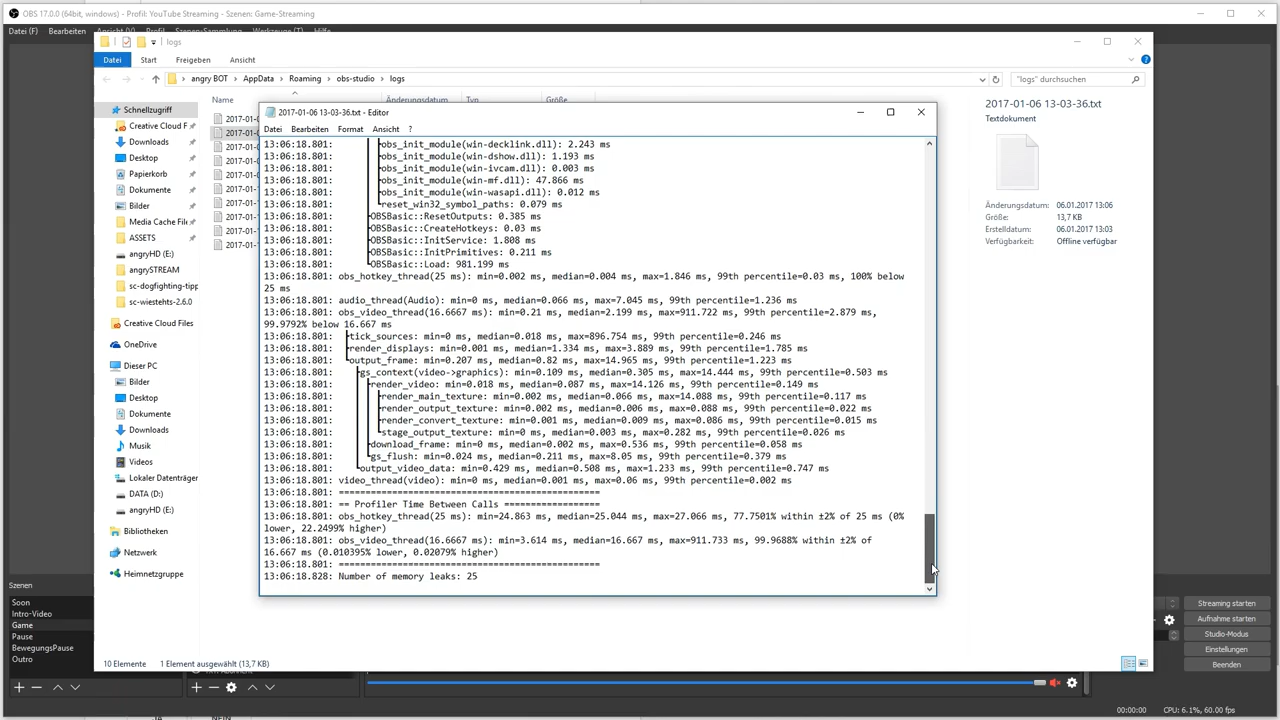 OBS 17.0.0 (64bit, windows) - Profil: YouTube Streaming - Szenen: Game-Streaming
Datei (F) Bearbeiten Ansicht (V) Profil Szenen-Sammlung Werkzeuge (T) Hilfe
logs
Datei Start Freigeben Ansicht
angry BOT AppData Roaming obs-studio logs
"logs" durchsuchen
Name Änderungsdatum Typ Größe
Schnellzugriff
Creative Cloud F
Downloads
Desktop
Papierkorb
Dokumente
Bilder
Media Cache File
ASSETS
angryHD (E:)
angrySTREAM
sc-dogfighting-tipp
sc-wiestehts-2.6.0
Creative Cloud Files
OneDrive
Dieser PC
Bilder
Desktop
Dokumente
Downloads
Musik
Videos
Lokaler Datenträger
DATA (D:)
angryHD (E:)
Bibliotheken
Netzwerk
Heimnetzgruppe
2017-01-0
2017-01-0
2017-01-0
2017-01-0
2017-01-0
2017-01-06 13-03-36.txt - Editor
Datei Bearbeiten Format Ansicht ?
13:06:18.801: obs_init_module(win-decklink.dll): 2.243 ms
13:06:18.801: obs_init_module(win-dshow.dll): 1.193 ms
13:06:18.801: obs_init_module(win-ivcam.dll): 0.003 ms
13:06:18.801: obs_init_module(win-mf.dll): 47.866 ms
13:06:18.801: obs_init_module(win-wasapi.dll): 0.012 ms
13:06:18.801: reset_win32_symbol_paths: 0.079 ms
13:06:18.801: OBSBasic::ResetOutputs: 0.385 ms
13:06:18.801: OBSBasic::CreateHotkeys: 0.03 ms
13:06:18.801: OBSBasic::InitService: 1.808 ms
13:06:18.801: OBSBasic::InitPrimitives: 0.211 ms
13:06:18.801: OBSBasic::Load: 981.199 ms
13:06:18.801: obs_hotkey_thread(25 ms): min=0.002 ms, median=0.004 ms, max=1.846 ms, 99th percentile=0.03 ms, 100% below
25 ms
13:06:18.801: audio_thread(Audio): min=0 ms, median=0.066 ms, max=7.045 ms, 99th percentile=1.236 ms
13:06:18.801: obs_video_thread(16.6667 ms): min=0.21 ms, median=2.199 ms, max=911.722 ms, 99th percentile=2.879 ms,
99.9792% below 16.667 ms
13:06:18.801: tick_sources: min=0 ms, median=0.018 ms, max=896.754 ms, 99th percentile=0.246 ms
13:06:18.801: render_displays: min=0.001 ms, median=1.334 ms, max=3.889 ms, 99th percentile=1.785 ms
13:06:18.801: output_frame: min=0.207 ms, median=0.82 ms, max=14.965 ms, 99th percentile=1.223 ms
13:06:18.801: gs_context(video->graphics): min=0.109 ms, median=0.305 ms, max=14.444 ms, 99th percentile=0.503 ms
13:06:18.801: render_video: min=0.018 ms, median=0.087 ms, max=14.126 ms, 99th percentile=0.149 ms
13:06:18.801: render_main_texture: min=0.002 ms, median=0.066 ms, max=14.088 ms, 99th percentile=0.117 ms
13:06:18.801: render_output_texture: min=0.002 ms, median=0.006 ms, max=0.088 ms, 99th percentile=0.022 ms
13:06:18.801: render_convert_texture: min=0.001 ms, median=0.009 ms, max=0.086 ms, 99th percentile=0.015 ms
13:06:18.801: stage_output_texture: min=0 ms, median=0.003 ms, max=0.282 ms, 99th percentile=0.026 ms
13:06:18.801: download_frame: min=0 ms, median=0.002 ms, max=0.536 ms, 99th percentile=0.058 ms
13:06:18.801: gs_flush: min=0.024 ms, median=0.211 ms, max=8.05 ms, 99th percentile=0.379 ms
13:06:18.801: output_video_data: min=0.429 ms, median=0.508 ms, max=1.233 ms, 99th percentile=0.747 ms
13:06:18.801: video_thread(video): min=0 ms, median=0.001 ms, max=0.06 ms, 99th percentile=0.002 ms
13:06:18.801: =================================================
13:06:18.801: == Profiler Time Between Calls ==================
13:06:18.801: obs_hotkey_thread(25 ms): min=24.863 ms, median=25.044 ms, max=27.066 ms, 77.7501% within ±2% of 25 ms (0%
lower, 22.2499% higher)
13:06:18.801: obs_video_thread(16.6667 ms): min=3.614 ms, median=16.667 ms, max=911.733 ms, 99.9688% within ±2% of
16.667 ms (0.010395% lower, 0.02079% higher)
13:06:18.801: =================================================
13:06:18.828: Number of memory leaks: 25
2017-01-06 13-03-36.txt
Textdokument
Änderungsdatum: 06.01.2017 13:06
Größe: 13,7 KB
Erstelldatum: 06.01.2017 13:03
Verfügbarkeit: Offline verfügbar
10 Elemente 1 Element ausgewählt (13,7 KB)
Szenen
Soon
Intro-Video
Game
Pause
BewegungsPause
Outro
Streaming starten
Aufnahme starten
Studio-Modus
Einstellungen
Beenden
00:00:00 CPU: 6.1%, 60.00 fps
JA NEIN